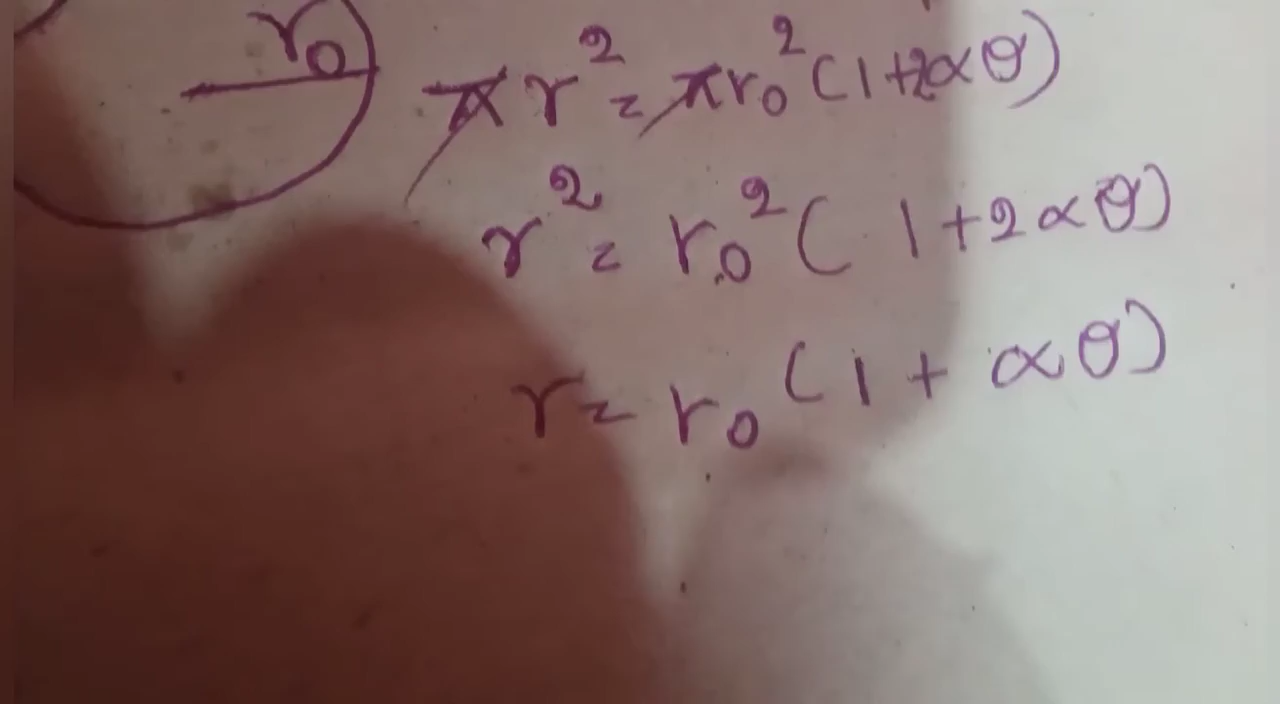 r₀
πr² = πr₀² (1+2αθ)
r² = r₀² ( 1+2αθ)
r = r₀ (1 + αθ)